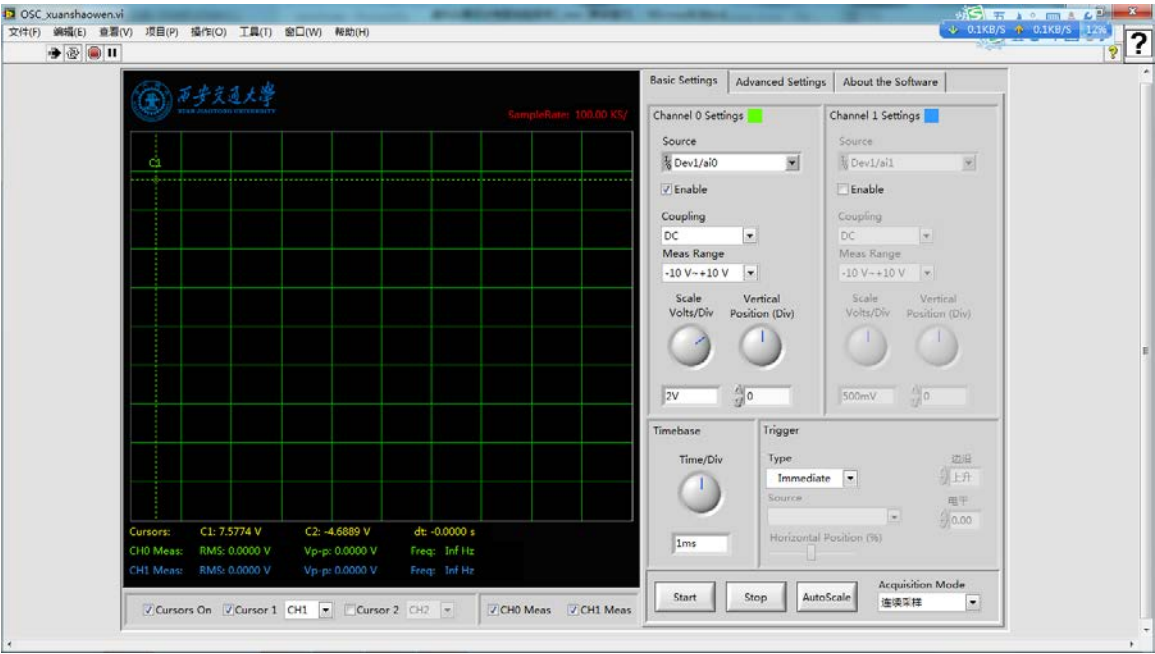 OSC_xuanshaowen.vi
文件(F) 编辑(E) 查看(V) 项目(P) 操作(O) 工具(T) 窗口(W) 帮助(H)
五
0.1KB/S 0.1KB/S 12%
?
西安交通大学
XIAN JIAOTONG UNIVERSITY
SampleRate: 100.00 KS/
C1
Cursors: C1: 7.5774 V C2: -4.6889 V dt: -0.0000 s
CH0 Meas: RMS: 0.0000 V Vp-p: 0.0000 V Freq: Inf Hz
CH1 Meas: RMS: 0.0000 V Vp-p: 0.0000 V Freq: Inf Hz
Cursors On Cursor 1 CH1 Cursor 2 CH2 CH0 Meas CH1 Meas
Basic Settings Advanced Settings About the Software
Channel 0 Settings
Source
Dev1/ai0
Enable
Coupling
DC
Meas Range
-10 V~+10 V
Scale Vertical
Volts/Div Position (Div)
2V 0
Channel 1 Settings
Source
Dev1/ai1
Enable
Coupling
DC
Meas Range
-10 V~+10 V
Scale Vertical
Volts/Div Position (Div)
500mV 0
Timebase
Time/Div
1ms
Trigger
Type 边沿
Immediate 上升
Source 电平
0.00
Horizontal Position (%)
Start Stop AutoScale
Acquisition Mode
连续采样